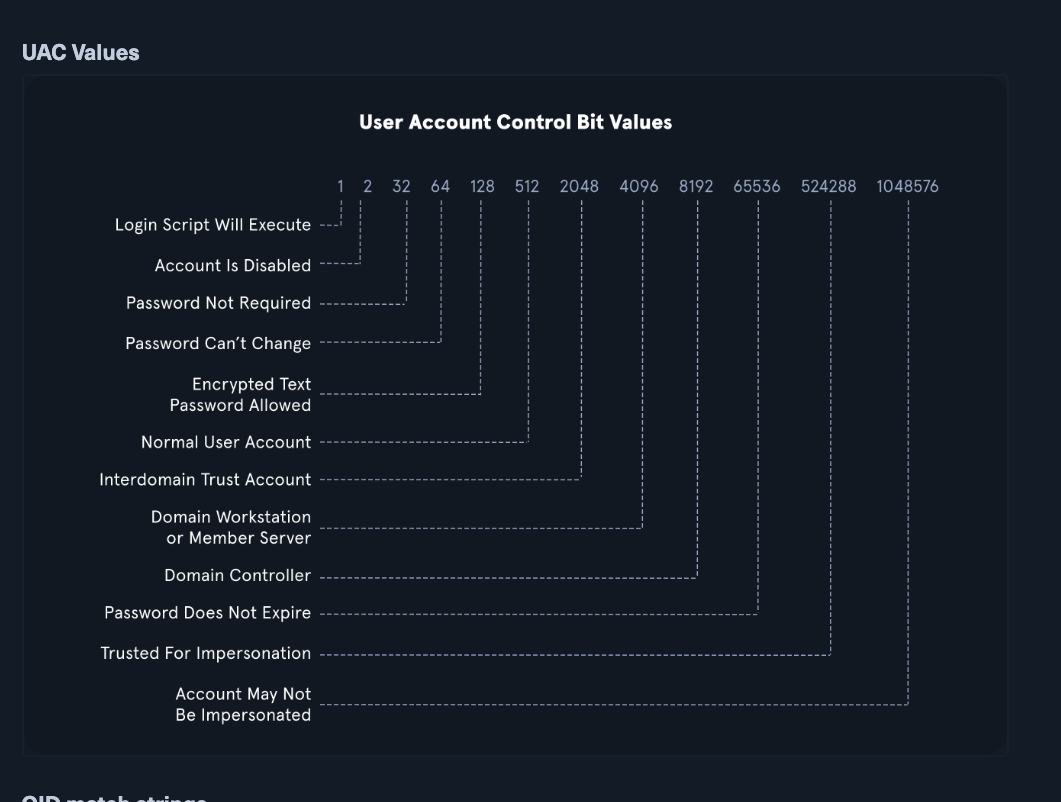 UAC Values
User Account Control Bit Values
1 2 32 64 128 512 2048 4096 8192 65536 524288 1048576
Login Script Will Execute
Account Is Disabled
Password Not Required
Password Can’t Change
Encrypted Text
Password Allowed
Normal User Account
Interdomain Trust Account
Domain Workstation
or Member Server
Domain Controller
Password Does Not Expire
Trusted For Impersonation
Account May Not
Be Impersonated
OID match strings